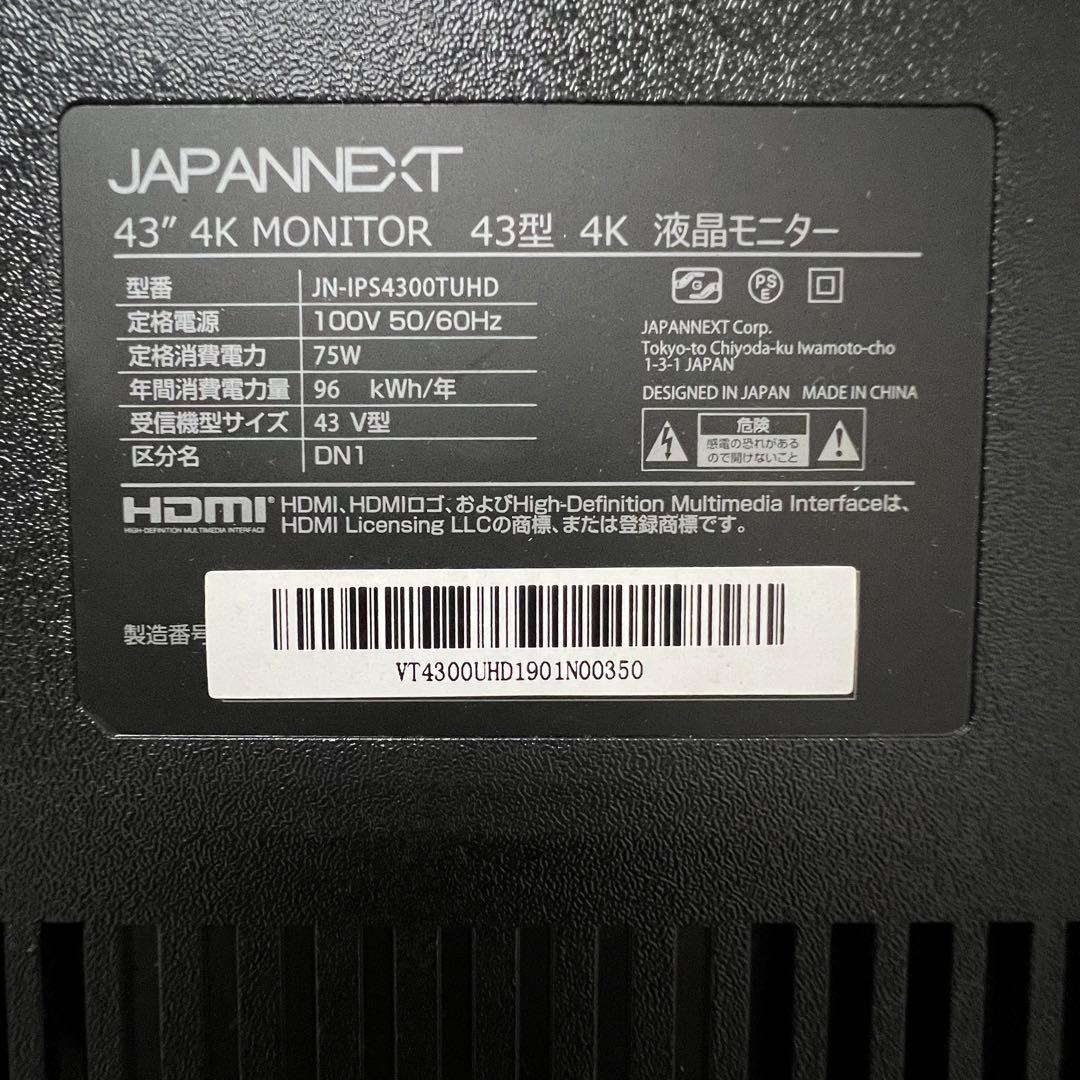 JAPANNEXT
43" 4K MONITOR 43型 4K 液晶モニター
型番 JN-IPS4300TUHD
定格電源 100V 50/60Hz
定格消費電力 75W
年間消費電力量 96 kWh/年
受信機型サイズ 43 V型
区分名 DN1
PS
E
JAPANNEXT Corp.
Tokyo-to Chiyoda-ku Iwamoto-cho
1-3-1 JAPAN
DESIGNED IN JAPAN MADE IN CHINA
危険
感電の恐れがある
ので開けないこと
HDMI
HIGH-DEFINITION MULTIMEDIA INTERFACE
HDMI、HDMIロゴ、およびHigh-Definition Multimedia Interfaceは、
HDMI Licensing LLCの商標、または登録商標です。
製造番号
VT4300UHD1901N00350